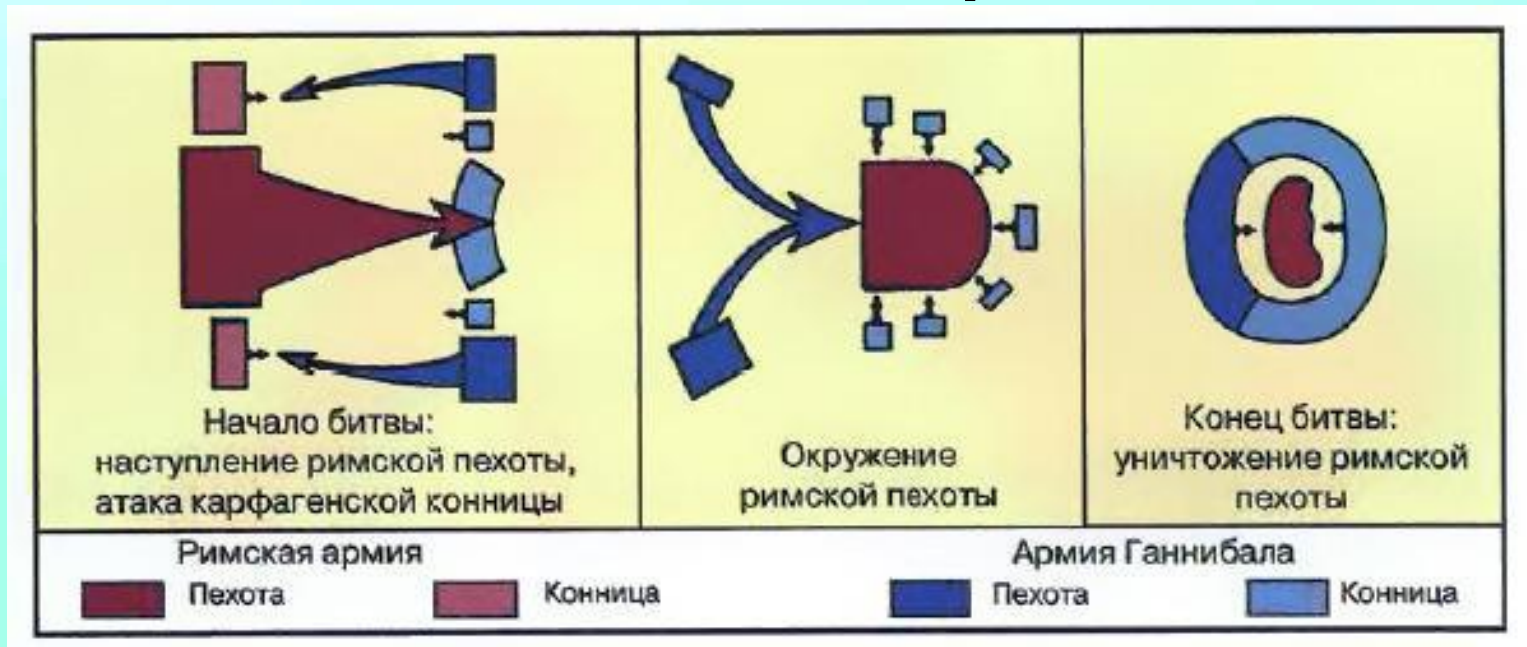 Начало битвы:
наступление римской пехоты,
атака карфагенской конницы
Окружение
римской пехоты
Конец битвы:
уничтожение римской
пехоты
Римская армия
Пехота
Конница
Армия Ганнибала
Пехота
Конница